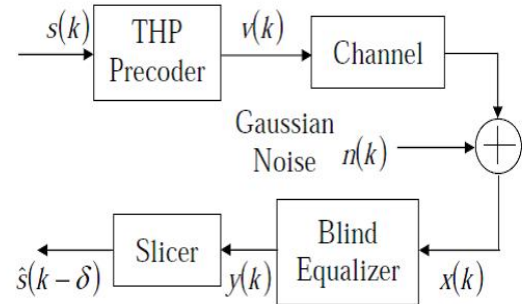 s(k)
THP
Precoder
v(k)
Channel
Gaussian
Noise
n(k)
+
ŝ(k − δ)
Slicer
y(k)
Blind
Equalizer
x(k)